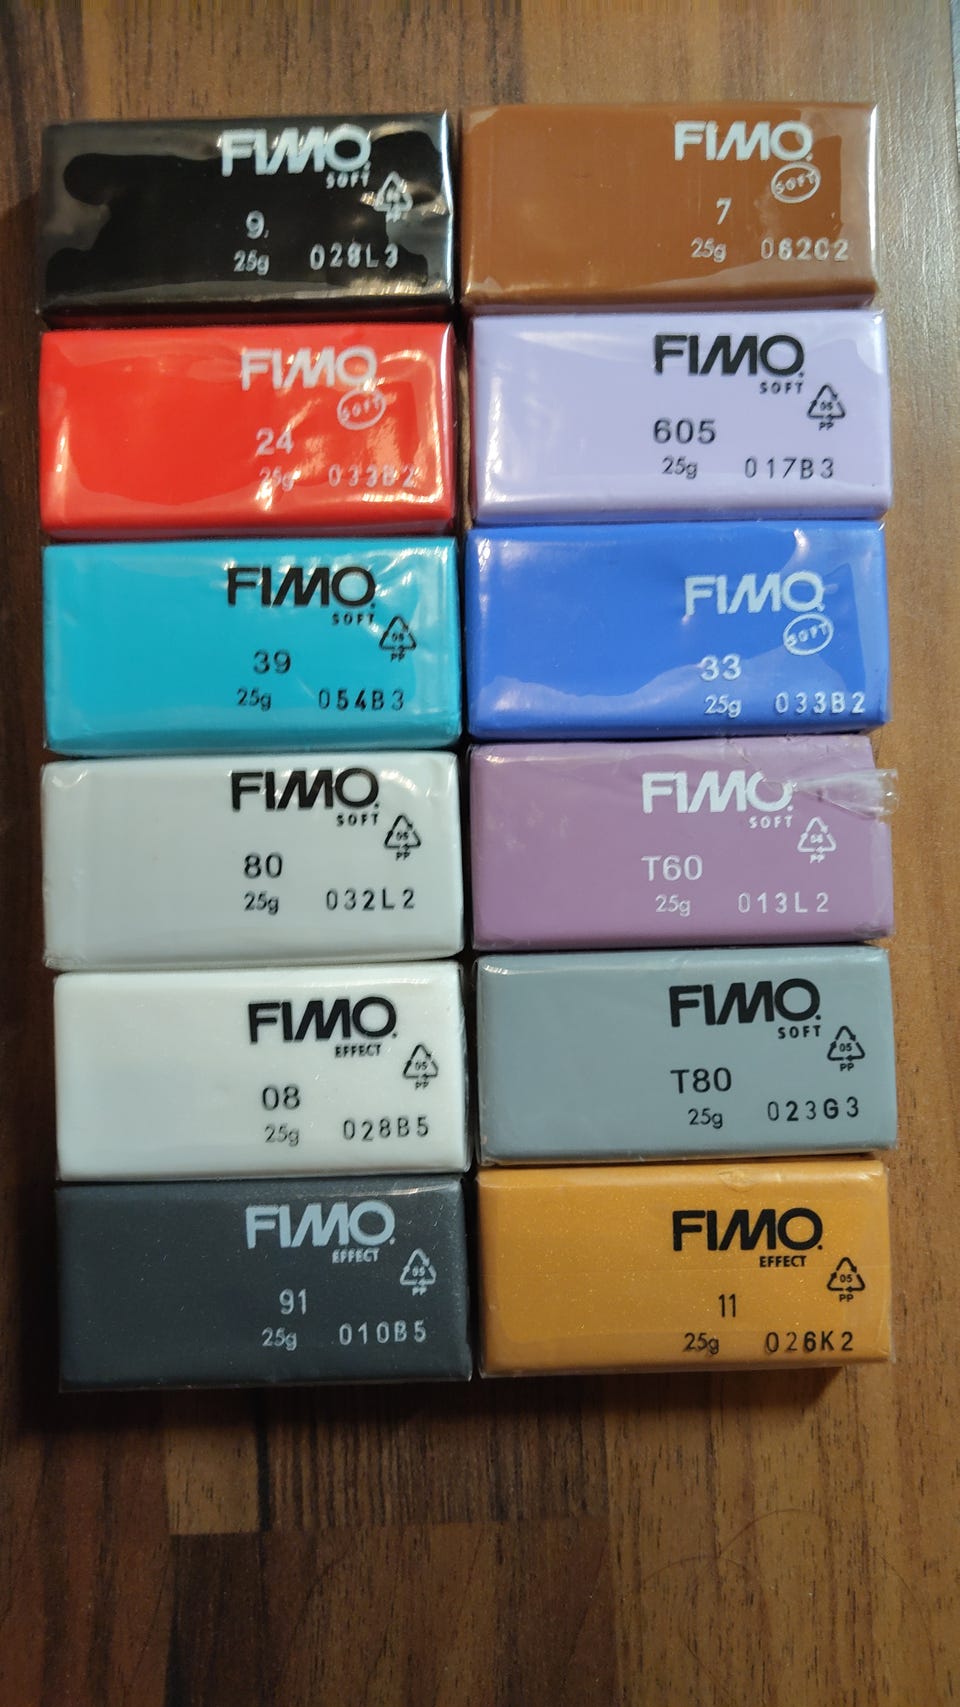 FIMO
SOFT
05
PP
9
25g 028L3
FIMO
SOFT
7
25g 062C2
FIMO
SOFT
24
25g 033B2
FIMO
SOFT
05
PP
605
25g 017B3
FIMO
SOFT
05
PP
39
25g 054B3
FIMO
SOFT
33
25g 033B2
FIMO
SOFT
05
PP
80
25g 032L2
FIMO
SOFT
05
PP
T60
25g 013L2
FIMO
EFFECT
05
PP
08
25g 028B5
FIMO
SOFT
05
PP
T80
25g 023G3
FIMO
EFFECT
05
PP
91
25g 010B5
FIMO
EFFECT
05
PP
11
25g 026K2